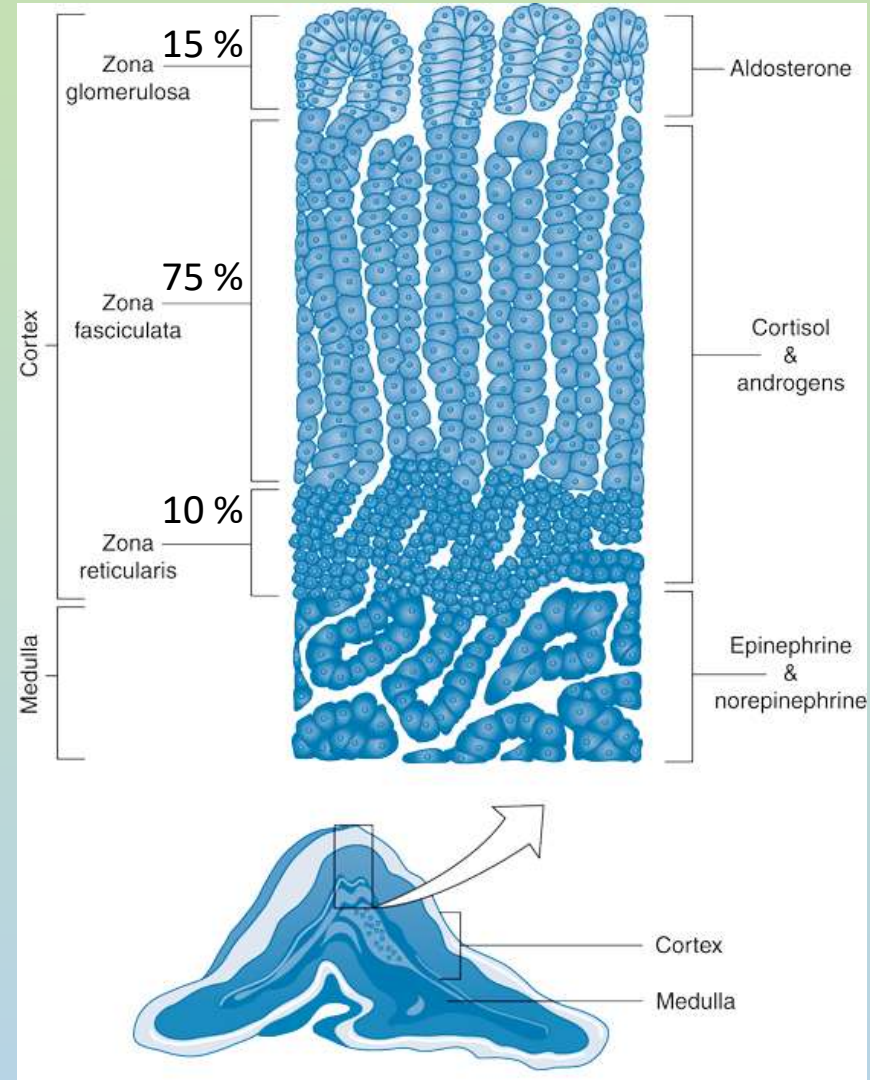 15 %
Zona
glomerulosa
Aldosterone
75 %
Zona
fasciculata
Cortex
Cortisol
&
androgens
10 %
Zona
reticularis
Medulla
Epinephrine
&
norepinephrine
Cortex
Medulla